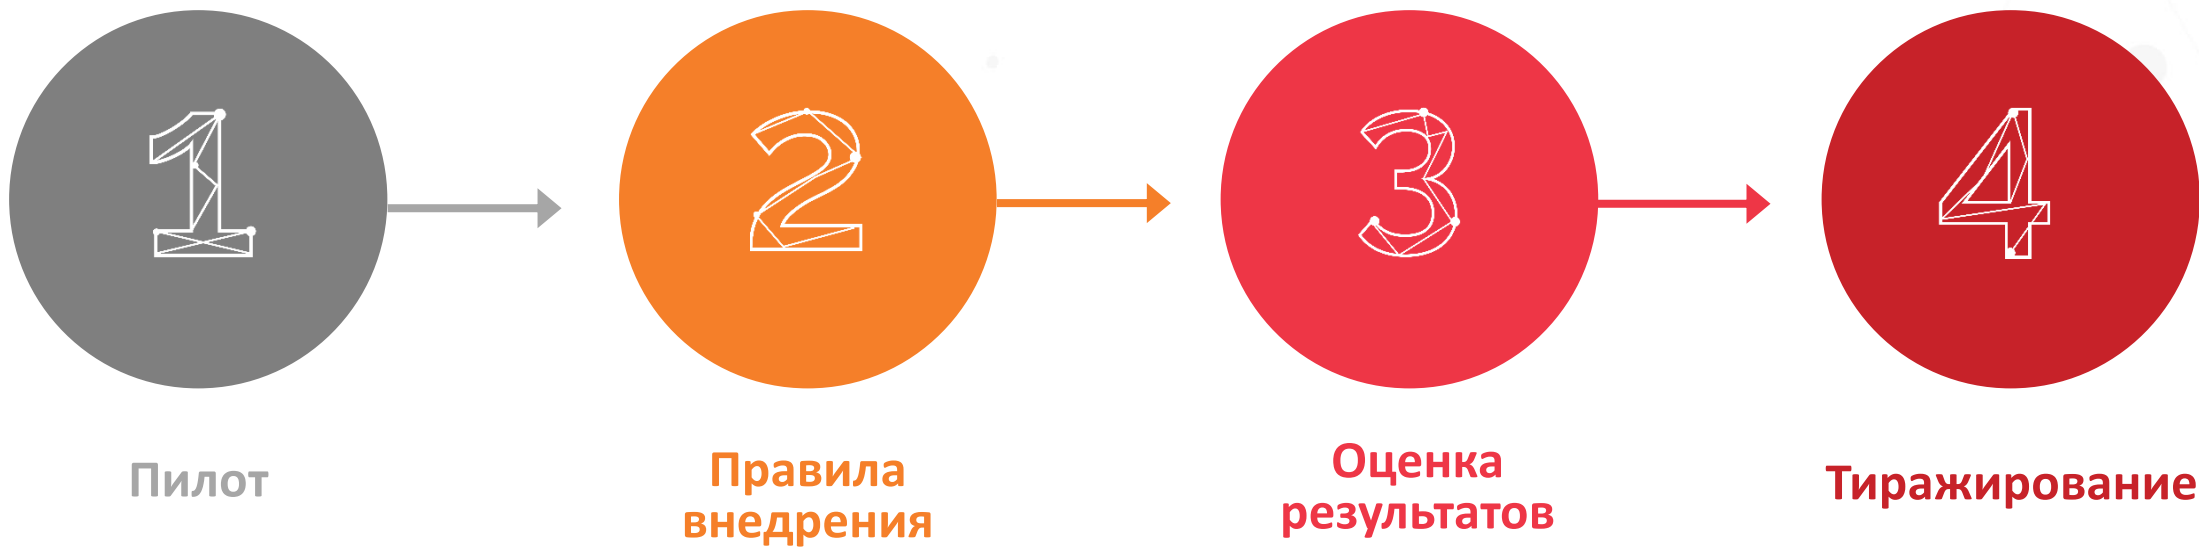 1
2
3
4
Пилот
Правила
внедрения
Оценка
результатов
Тиражирование